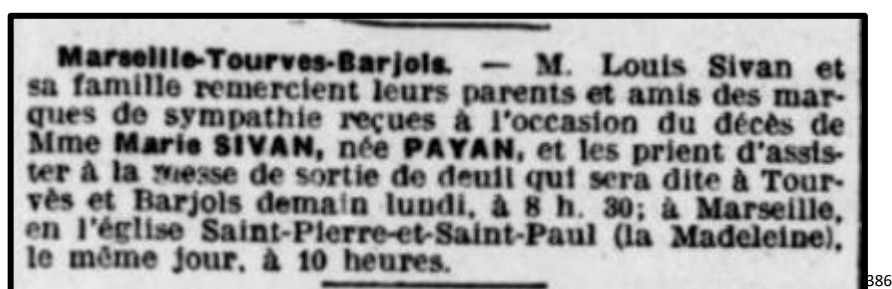 Marseille-Tourves-Barjols. — M. Louis Sivan et
sa famille remercient leurs parents et amis des mar-
ques de sympathie reçues à l'occasion du décès de
Mme Marie SIVAN, née PAYAN, et les prient d'assis-
ter à la messe de sortie de deuil qui sera dite à Tour-
vès et Barjols demain lundi, à 8 h. 30; à Marseille,
en l'église Saint-Pierre-et-Saint-Paul (la Madeleine),
le même jour, à 10 heures.
386